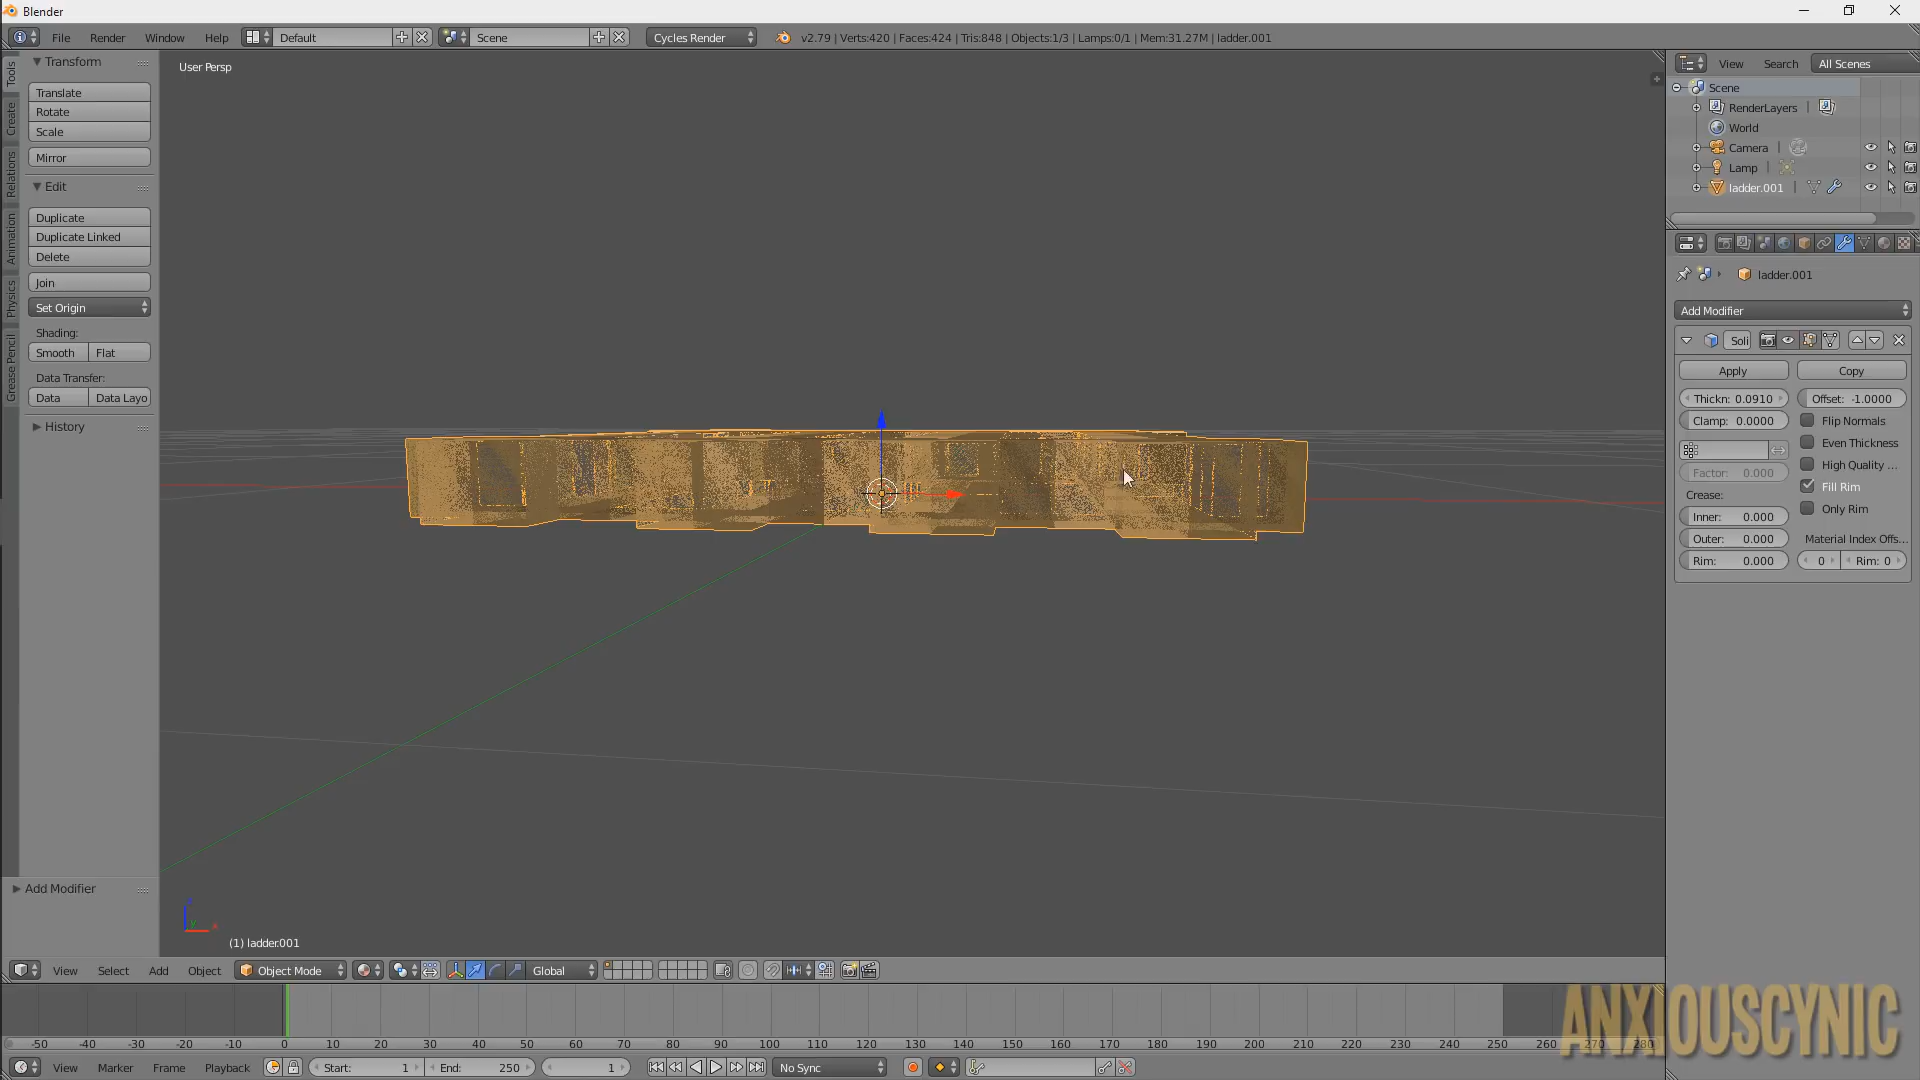 Blender
File Render Window Help Default Scene Cycles Render v2.79 | Verts:420 | Faces:424 | Tris:848 | Objects:1/3 | Lamps:0/1 | Mem:31.27M | ladder.001
Tools
Create
Relations
Animation
Physics
Grease Pencil
Transform
Translate
Rotate
Scale
Mirror
Edit
Duplicate
Duplicate Linked
Delete
Join
Set Origin
Shading:
Smooth Flat
Data Transfer:
Data Data Layo
History
Add Modifier
User Persp
(1) ladder.001
View Search All Scenes
Scene
RenderLayers
World
Camera
Lamp
ladder.001
ladder.001
Add Modifier
Soli
Apply Copy
Thickn: 0.0910 Offset: -1.0000
Clamp: 0.0000 Flip Normals
Even Thickness
Factor: 0.000 High Quality ...
Crease: Fill Rim
Inner: 0.000 Only Rim
Outer: 0.000 Material Index Offs...
Rim: 0.000 0 Rim: 0
View Select Add Object Object Mode Global
-50 -40 -30 -20 -10 0 10 20 30 40 50 60 70 80 90 100 110 120 130 140 150 160 170 180 190 200 210 220 230 240 250 260 270 280
View Marker Frame Playback Start: 1 End: 250 1 No Sync
ANXIOUSCYNIC